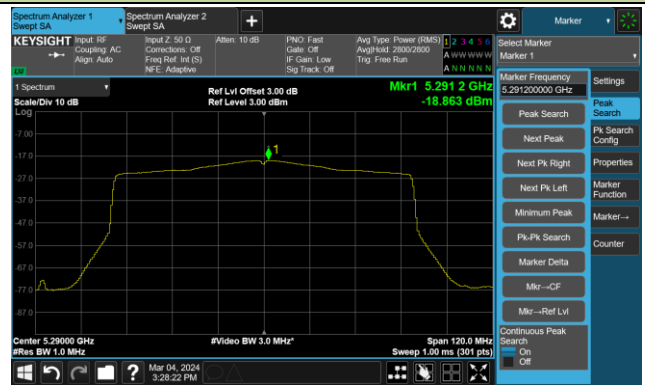 Spectrum Analyzer 1
Swept SA
Spectrum Analyzer 2
Swept SA
Marker
KEYSIGHT
Input: RF
Coupling: AC
Align: Auto
Input Z: 50 Ω
Corrections: Off
Freq Ref: Int (S)
NFE: Adaptive
Atten: 10 dB
PNO: Fast
Gate: Off
IF Gain: Low
Sig Track: Off
Avg Type: Power (RMS)
Avg|Hold: 2800/2800
Trig: Free Run
1 2 3 4 5 6
A W W W W W
A N N N N N
Select Marker
Marker 1
1 Spectrum
Scale/Div 10 dB
Log
Ref Lvl Offset 3.00 dB
Ref Level 3.00 dBm
Mkr1 5.291 2 GHz
-18.863 dBm
1
-7.00
-17.0
-27.0
-37.0
-47.0
-57.0
-67.0
-77.0
-87.0
Center 5.29000 GHz
#Res BW 1.0 MHz
#Video BW 3.0 MHz*
Span 120.0 MHz
Sweep 1.00 ms (301 pts)
Marker Frequency
5.291200000 GHz
Peak Search
Next Peak
Next Pk Right
Next Pk Left
Minimum Peak
Pk-Pk Search
Marker Delta
Mkr→CF
Mkr→Ref Lvl
Continuous Peak
Search
On
Off
Settings
Peak
Search
Pk Search
Config
Properties
Marker
Function
Marker→
Counter
?
Mar 04, 2024
3:28:22 PM